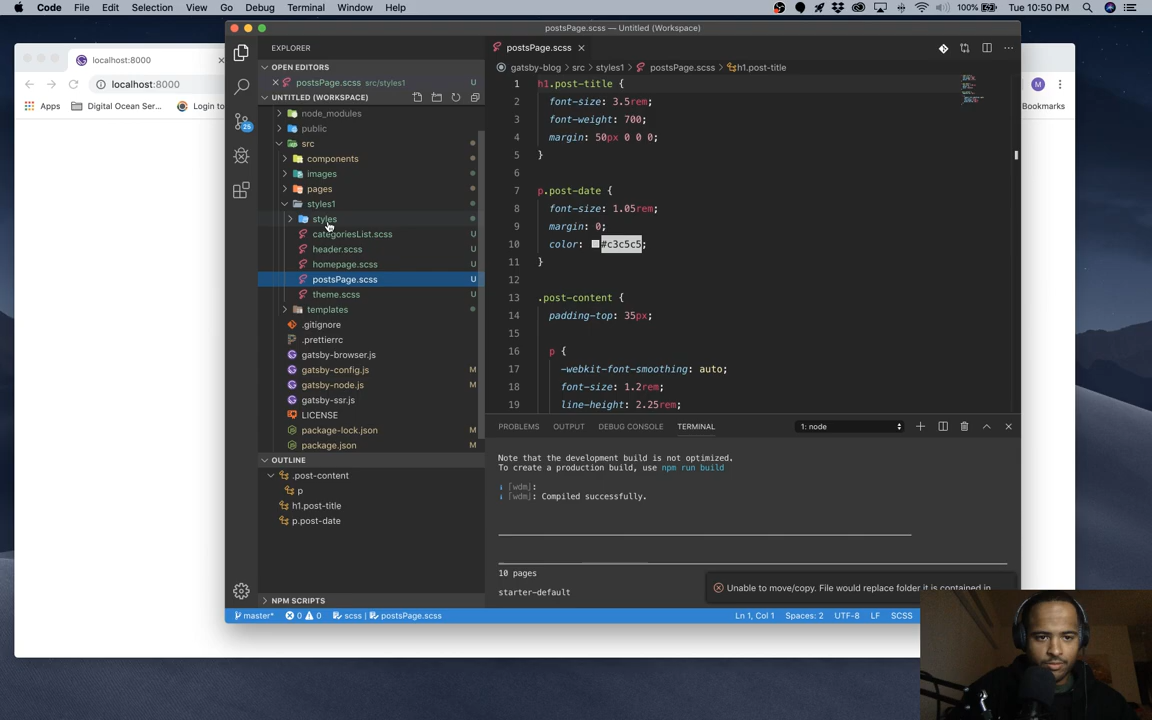 Code File Edit Selection View Go Debug Terminal Window Help
100% Tue 10:50 PM
localhost:8000
localhost:8000
M
Apps Digital Ocean Ser... Login to
Bookmarks
postsPage.scss — Untitled (Workspace)
EXPLORER
OPEN EDITORS
postsPage.scss src/styles1 U
UNTITLED (WORKSPACE)
node_modules
public
src
components
images
pages
styles1
styles
categoriesList.scss U
header.scss U
homepage.scss U
postsPage.scss U
theme.scss U
templates
.gitignore
.prettierrc
gatsby-browser.js
gatsby-config.js M
gatsby-node.js M
gatsby-ssr.js
LICENSE
package-lock.json M
package.json M
OUTLINE
.post-content
p
h1.post-title
p.post-date
NPM SCRIPTS
25
postsPage.scss
gatsby-blog › src › styles1 › postsPage.scss › h1.post-title
1 h1.post-title {
2 font-size: 3.5rem;
3 font-weight: 700;
4 margin: 50px 0 0 0;
5 }
6
7 p.post-date {
8 font-size: 1.05rem;
9 margin: 0;
10 color: #c3c5c5;
11 }
12
13 .post-content {
14 padding-top: 35px;
15
16 p {
17 -webkit-font-smoothing: auto;
18 font-size: 1.2rem;
19 line-height: 2.25rem;
PROBLEMS OUTPUT DEBUG CONSOLE TERMINAL 1: node
Note that the development build is not optimized.
To create a production build, use npm run build
ℹ ｢wdm｣:
ℹ ｢wdm｣: Compiled successfully.
10 pages
starter-default
Unable to move/copy. File would replace folder it is contained in
master* 0 0 scss | postsPage.scss
Ln 1, Col 1 Spaces: 2 UTF-8 LF SCSS